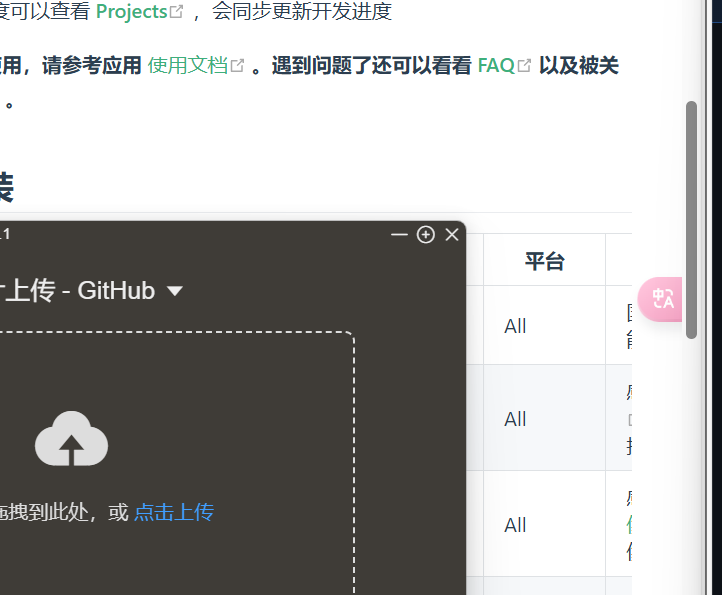 度可以查看 Projects ，会同步更新开发进度
使用，请参考应用 使用文档 。遇到问题了还可以看看 FAQ 以及被关
。
装
.1
上传 - GitHub
平台
All
All
拖拽到此处，或 点击上传
All